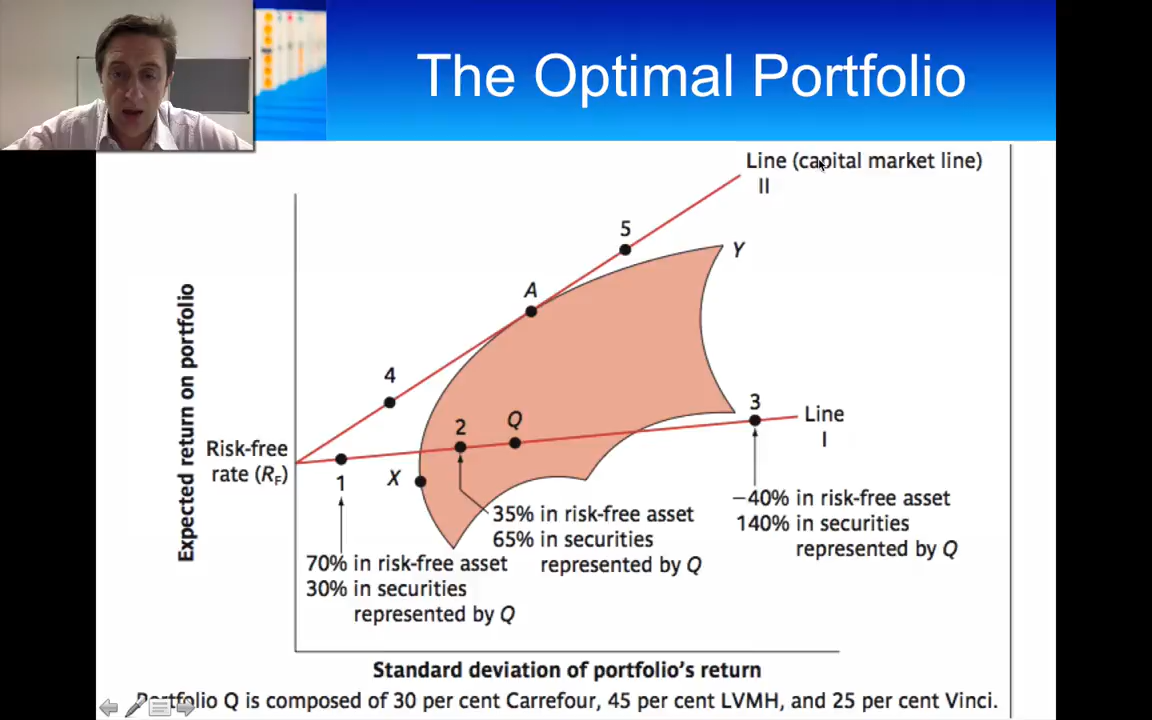 The Optimal Portfolio
Line (capital market line)
II
5
Y
A
4
Expected return on portfolio
3
Line
I
Q
2
Risk-free
rate (RF)
1
X
−40% in risk-free asset
140% in securities
represented by Q
35% in risk-free asset
65% in securities
represented by Q
70% in risk-free asset
30% in securities
represented by Q
Standard deviation of portfolio's return
Portfolio Q is composed of 30 per cent Carrefour, 45 per cent LVMH, and 25 per cent Vinci.